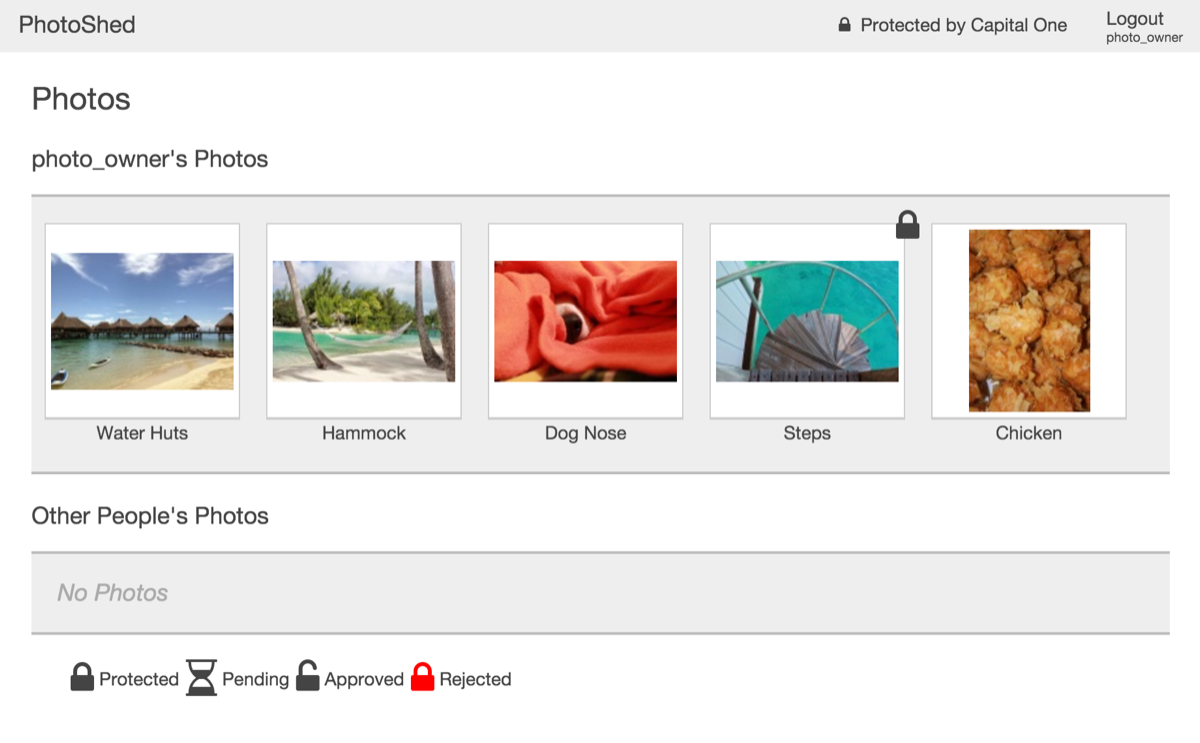 PhotoShed
Protected by Capital One
Logout
photo_owner
Photos
photo_owner's Photos
Water Huts
Hammock
Dog Nose
Steps
Chicken
Other People's Photos
No Photos
Protected Pending Approved Rejected